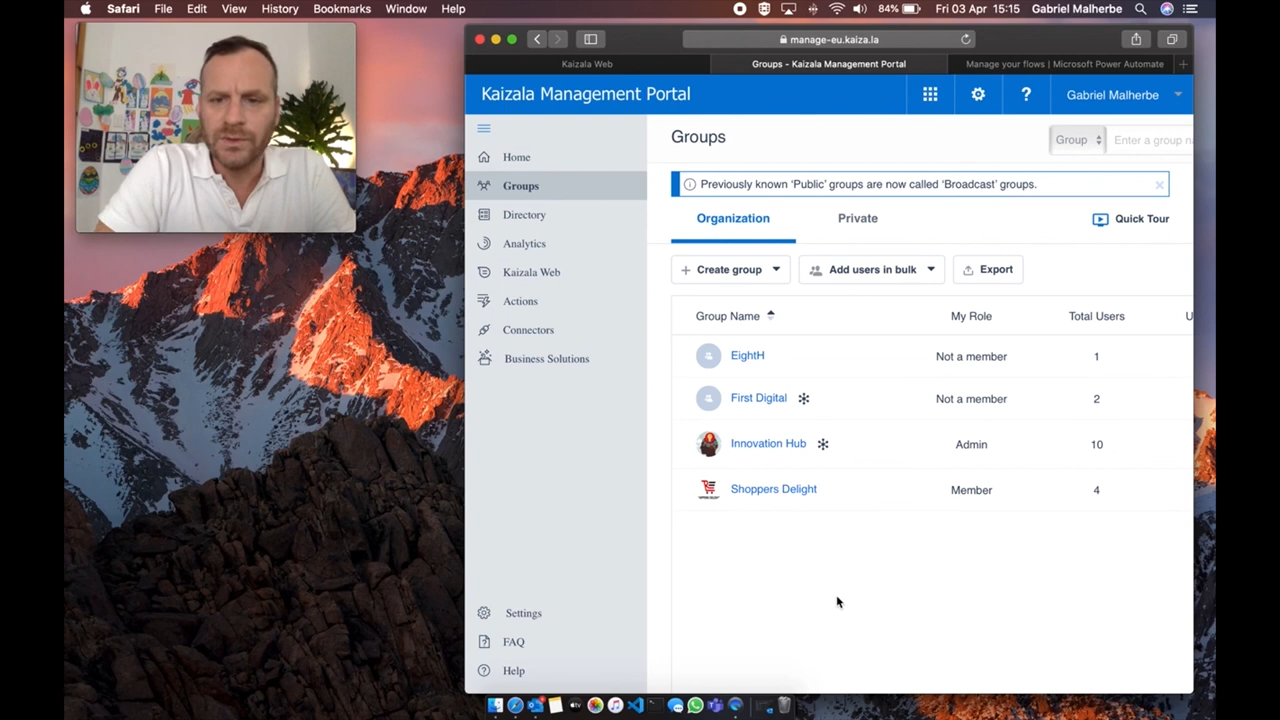 Safari File Edit View History Bookmarks Window Help 84% Fri 03 Apr 15:15 Gabriel Malherbe
manage-eu.kaiza.la
Kaizala Web Groups - Kaizala Management Portal Manage your flows | Microsoft Power Automate
Kaizala Management Portal ? Gabriel Malherbe
Home
Groups
Directory
Analytics
Kaizala Web
Actions
Connectors
Business Solutions
Settings
FAQ
Help
Groups Group Enter a group n
Previously known ‘Public’ groups are now called ‘Broadcast’ groups.
Organization Private Quick Tour
+ Create group Add users in bulk Export
Group Name My Role Total Users U
EightH Not a member 1
First Digital Not a member 2
Innovation Hub Admin 10
Shoppers Delight Member 4